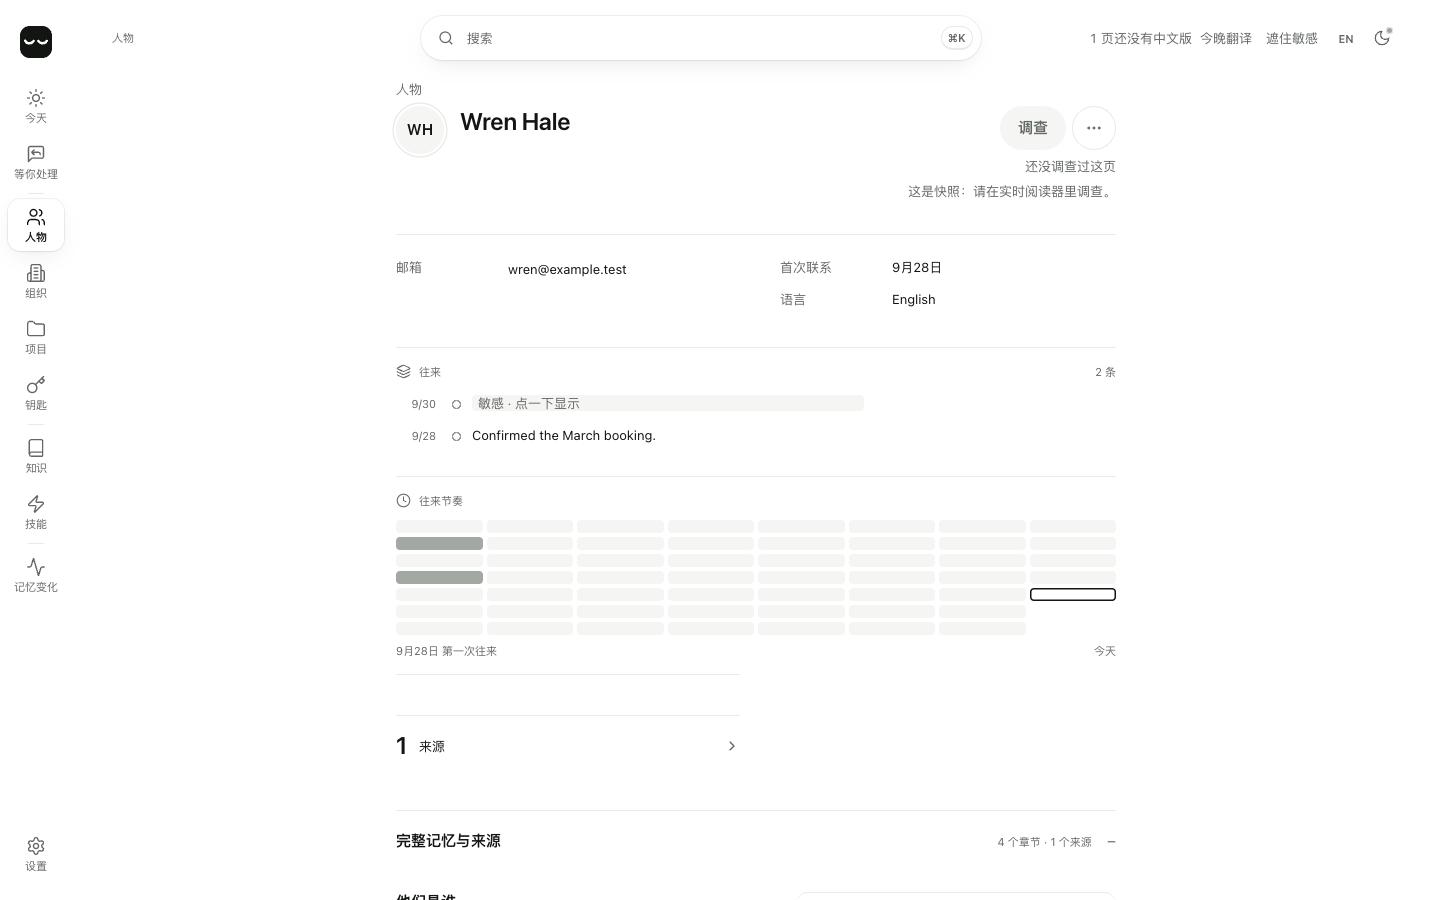 人物
搜索
⌘K
1 页还没有中文版 今晚翻译 遮住敏感 EN
今天
等你处理
人物
组织
项目
钥匙
知识
技能
记忆变化
设置
人物
WH
Wren Hale
调查
还没调查过这页
这是快照：请在实时阅读器里调查。
邮箱 wren@example.test
首次联系 9月28日
语言 English
往来 2 条
9/30 敏感 · 点一下显示
9/28 Confirmed the March booking.
往来节奏
9月28日 第一次往来 今天
1 来源
完整记忆与来源 4 个章节 · 1 个来源
他们是谁